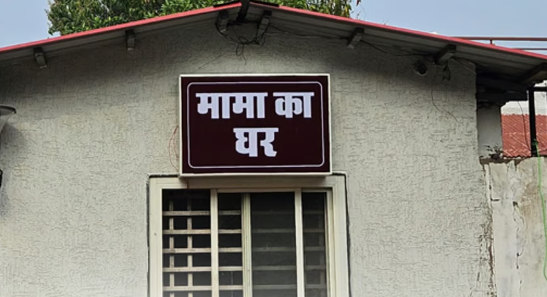 मामा का
घर